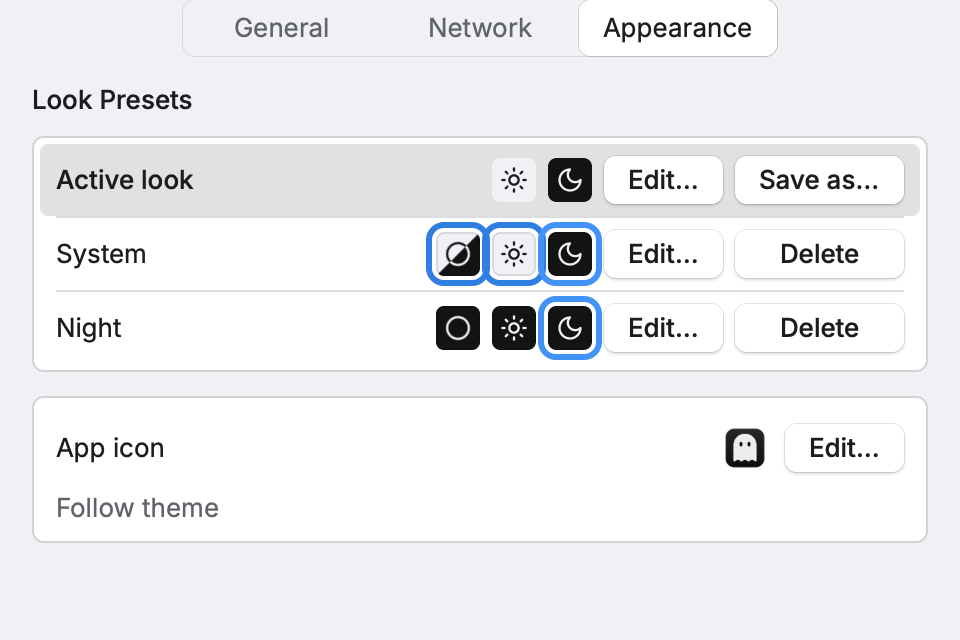 General Network Appearance
Look Presets
Active look Edit... Save as...
System Edit... Delete
Night Edit... Delete
App icon Edit...
Follow theme